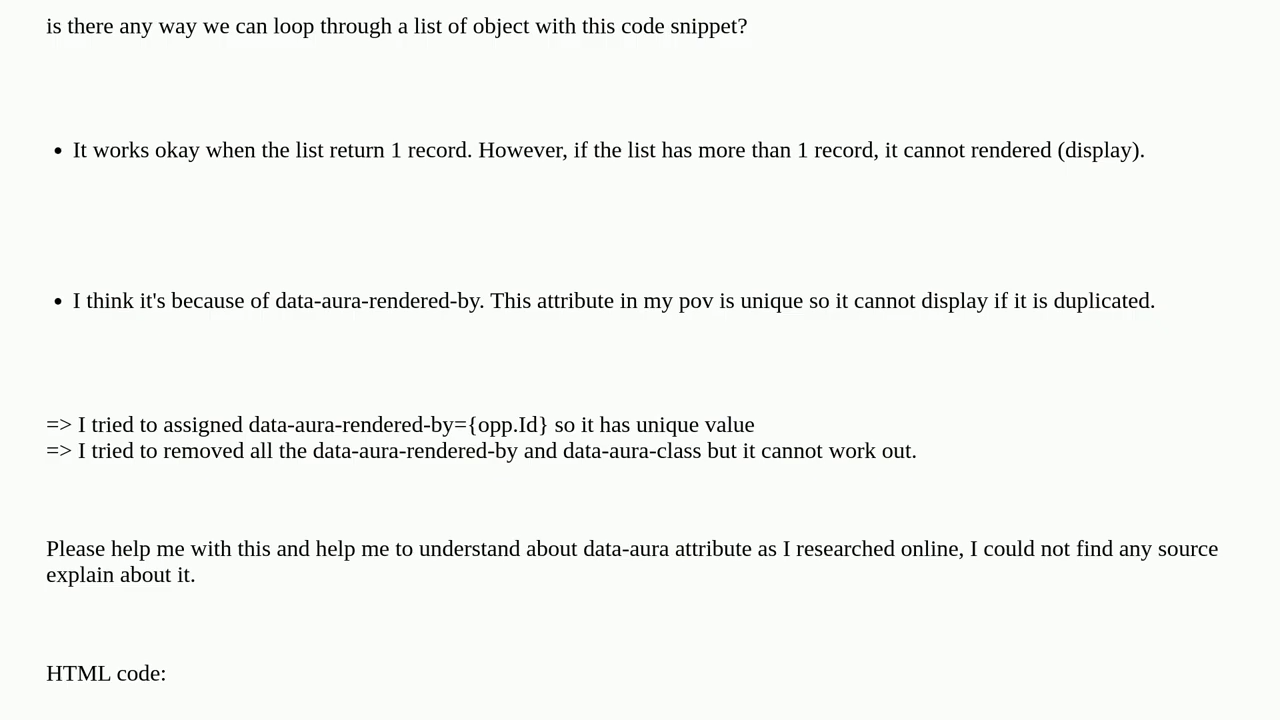 is there any way we can loop through a list of object with this code snippet?
• It works okay when the list return 1 record. However, if the list has more than 1 record, it cannot rendered (display).
• I think it's because of data-aura-rendered-by. This attribute in my pov is unique so it cannot display if it is duplicated.
=> I tried to assigned data-aura-rendered-by={opp.Id} so it has unique value
=> I tried to removed all the data-aura-rendered-by and data-aura-class but it cannot work out.
Please help me with this and help me to understand about data-aura attribute as I researched online, I could not find any source
explain about it.
HTML code: